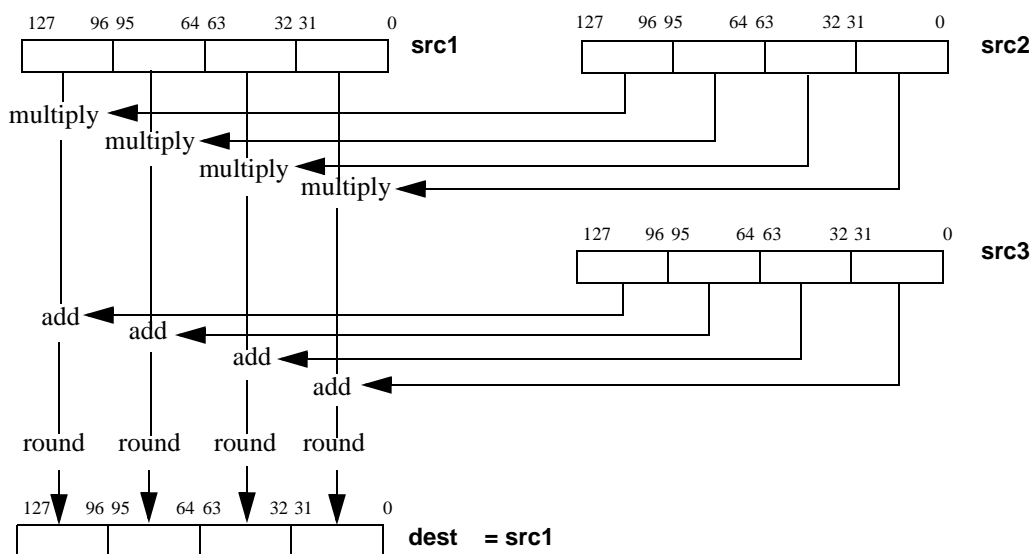 127 96 95 64 63 32 31 0 src1
127 96 95 64 63 32 31 0 src2
multiply
multiply
multiply
multiply
127 96 95 64 63 32 31 0 src3
add
add
add
add
round round round round
127 96 95 64 63 32 31 0 dest = src1